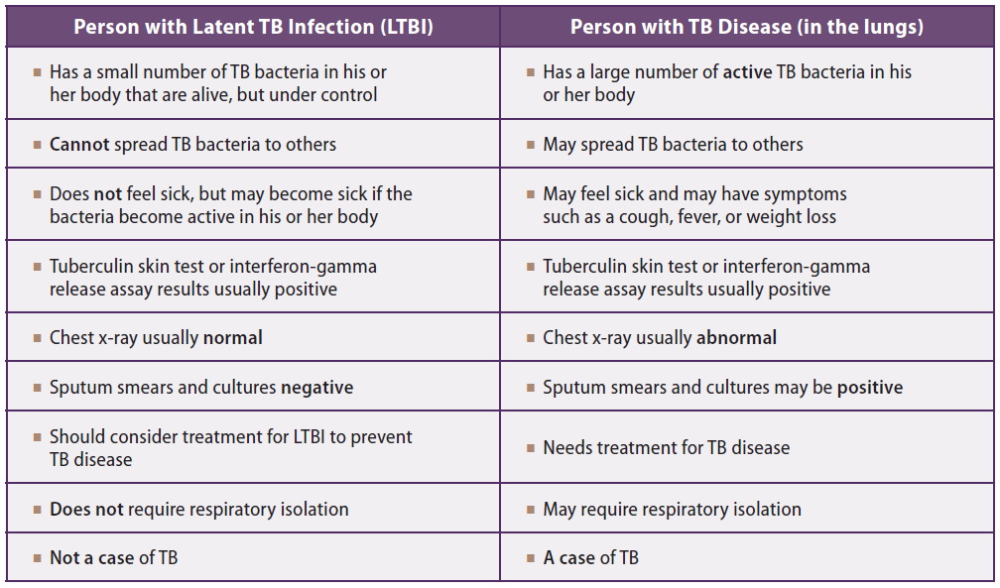 Person with Latent TB Infection (LTBI)
Person with TB Disease (in the lungs)
▪ Has a small number of TB bacteria in his or
her body that are alive, but under control
▪ Has a large number of active TB bacteria in his
or her body
▪ Cannot spread TB bacteria to others
▪ May spread TB bacteria to others
▪ Does not feel sick, but may become sick if the
bacteria become active in his or her body
▪ May feel sick and may have symptoms
such as a cough, fever, or weight loss
▪ Tuberculin skin test or interferon-gamma
release assay results usually positive
▪ Tuberculin skin test or interferon-gamma
release assay results usually positive
▪ Chest x-ray usually normal
▪ Chest x-ray usually abnormal
▪ Sputum smears and cultures negative
▪ Sputum smears and cultures may be positive
▪ Should consider treatment for LTBI to prevent
TB disease
▪ Needs treatment for TB disease
▪ Does not require respiratory isolation
▪ May require respiratory isolation
▪ Not a case of TB
▪ A case of TB